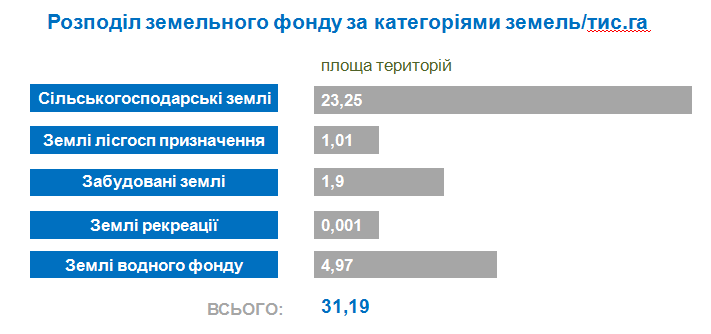 Розподіл земельного фонду за категоріями земель/тис.га
площа територій
Сільськогосподарські землі 23,25
Землі лісгосп призначення 1,01
Забудовані землі 1,9
Землі рекреації 0,001
Землі водного фонду 4,97
ВСЬОГО: 31,19